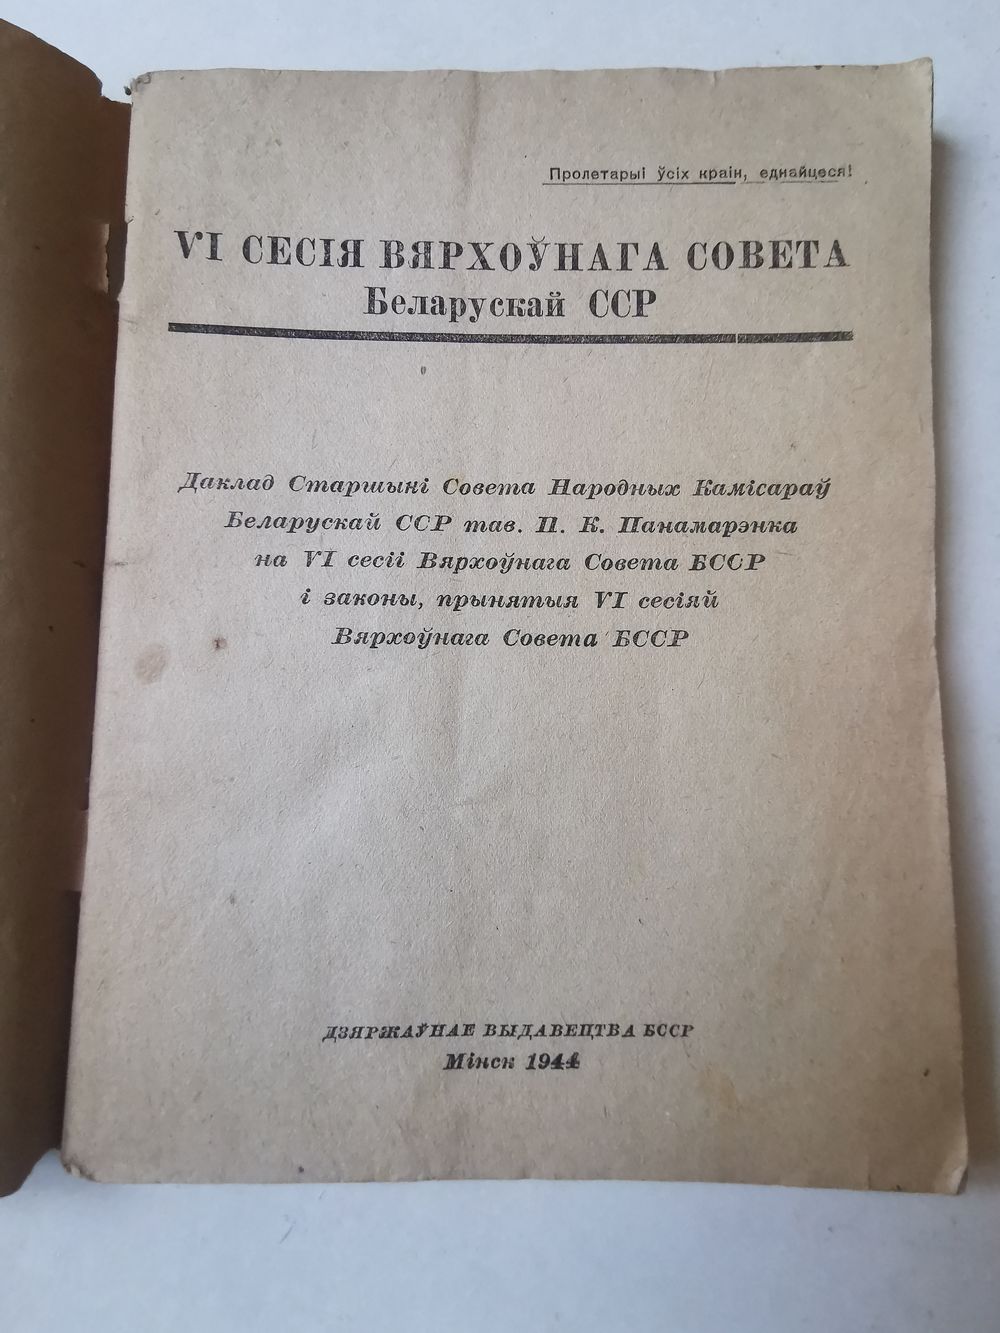 Пролетарыі ўсіх краін, еднайцеся!
VI СЕСІЯ ВЯРХОЎНАГА СОВЕТА
Беларускай ССР
Даклад Старшыні Совета Народных Камісараў
Беларускай ССР тав. П. К. Панамарэнка
на VI сесіі Вярхоўнага Совета БССР
і законы, прынятыя VI сесіяй
Вярхоўнага Совета БССР
ДЗЯРЖАЎНАЕ ВЫДАВЕЦТВА БССР
Мінск 1944